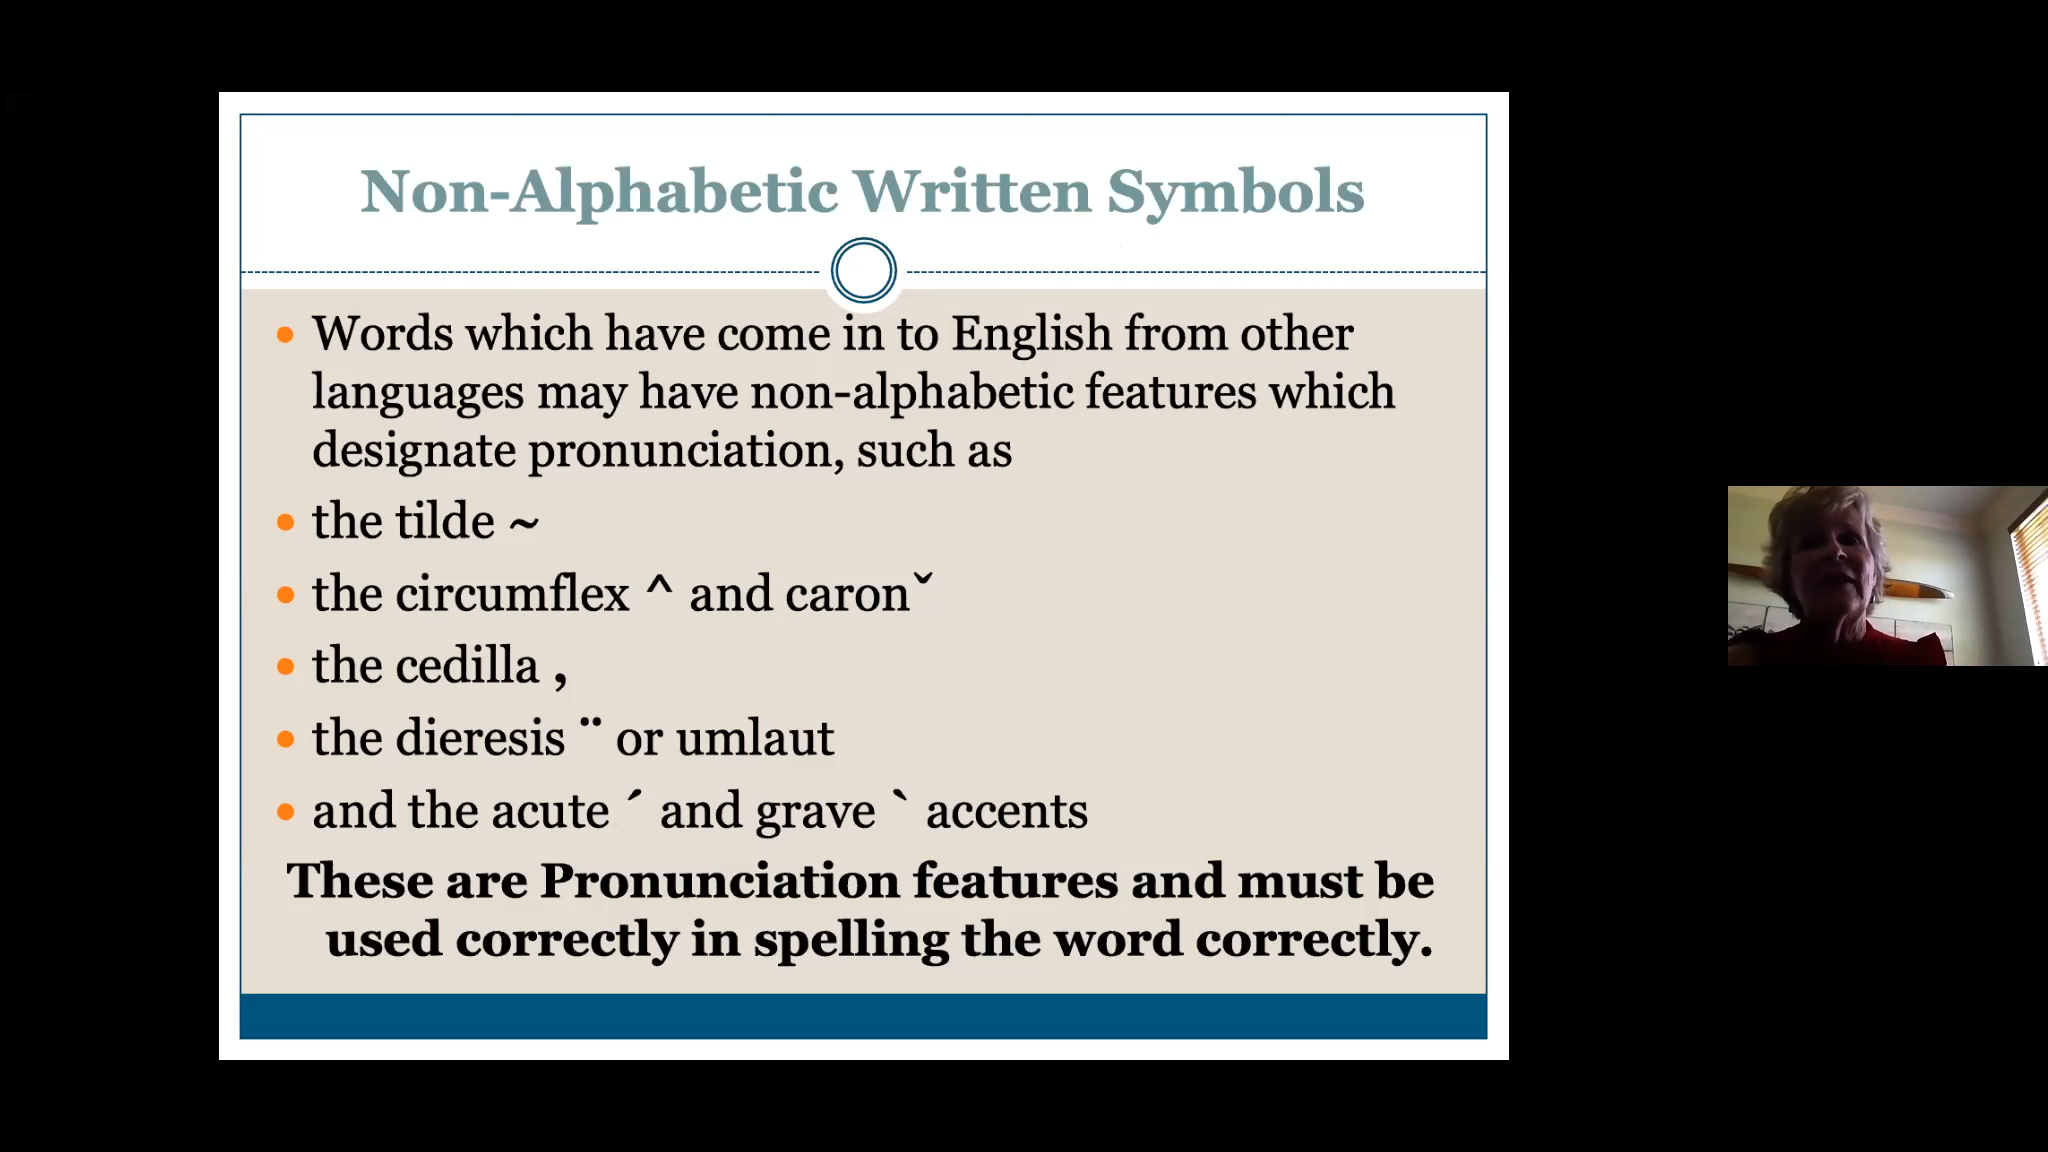 Non-Alphabetic Written Symbols
Words which have come in to English from other
languages may have non-alphabetic features which
designate pronunciation, such as
the tilde ~
the circumflex ^ and caronˇ
the cedilla ,
the dieresis ¨ or umlaut
and the acute ´ and grave ` accents
These are Pronunciation features and must be
used correctly in spelling the word correctly.